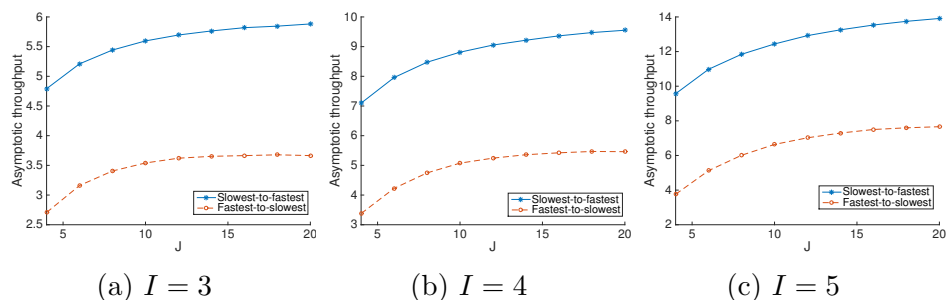 6
5.5
5
4.5
4
3.5
3
2.5
Asymptotic throughput
5
10
15
20
J
Slowest-to-fastest
Fastest-to-slowest
(a) I = 3
10
9
8
7
6
5
4
3
Asymptotic throughput
5
10
15
20
J
Slowest-to-fastest
Fastest-to-slowest
(b) I = 4
14
12
10
8
6
4
2
Asymptotic throughput
5
10
15
20
J
Slowest-to-fastest
Fastest-to-slowest
(c) I = 5